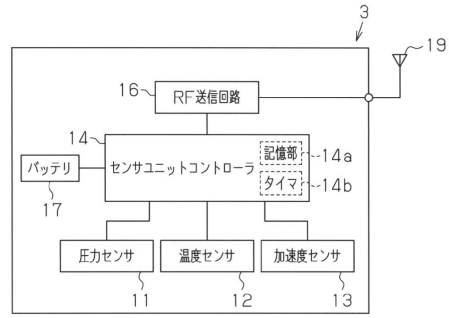 3
19
16
RF送信回路
14
センサユニットコントローラ
記憶部
14a
タイマ
14b
バッテリ
17
圧力センサ
温度センサ
加速度センサ
11
12
13